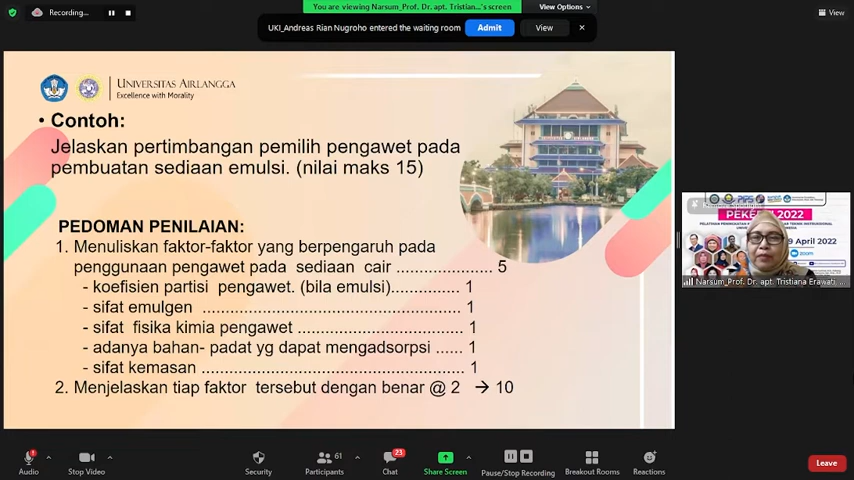 You are viewing Narsum_Prof. Dr. apt. Tristian...'s screen
View Options
Recording...
View
UKI_Andreas Rian Nugroho entered the waiting room
Admit
View
UNIVERSITAS AIRLANGGA
Excellence with Morality
• Contoh:
Jelaskan pertimbangan pemilih pengawet pada
pembuatan sediaan emulsi. (nilai maks 15)
PEDOMAN PENILAIAN:
1. Menuliskan faktor-faktor yang berpengaruh pada
penggunaan pengawet pada sediaan cair ...................... 5
- koefisien partisi pengawet. (bila emulsi)............... 1
- sifat emulgen ................................................... 1
- sifat fisika kimia pengawet ................................. 1
- adanya bahan- padat yg dapat mengadsorpsi ...... 1
- sifat kemasan .................................................... 1
2. Menjelaskan tiap faktor tersebut dengan benar @ 2 → 10
PEKERTI 2022
9 April 2022
zoom
Narsum_Prof. Dr. apt. Tristiana Erawati ...
Audio
Stop Video
Security
61
Participants
23
Chat
Share Screen
Pause/Stop Recording
Breakout Rooms
Reactions
Leave